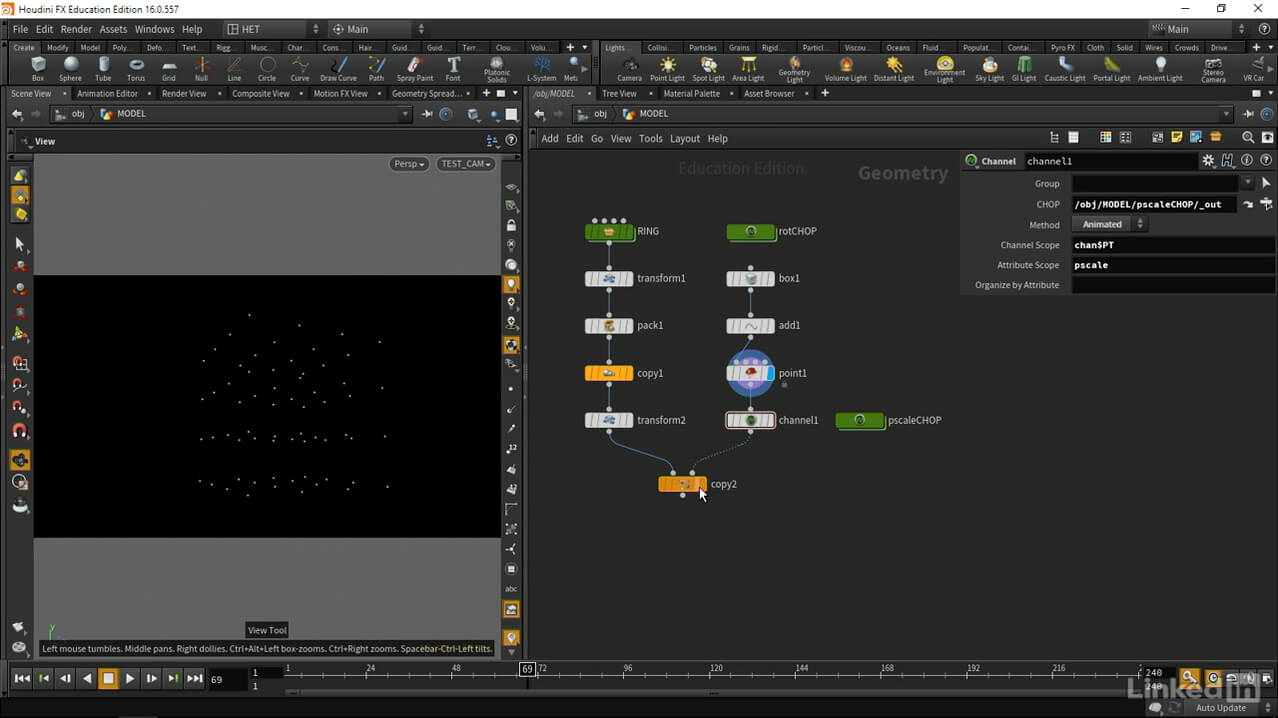 Houdini FX Education Edition 16.0.557
File Edit Render Assets Windows Help HET Main Main
Create Modify Model Poly... Defo... Text... Rigg... Musc... Char... Cons... Hair... Guid... Guid... Terr... Clou... Volu... Lights... Collisi... Particles Grains Rigid... Particl... Viscou... Oceans Fluid... Populat... Contai... Pyro FX Cloth Solid Wires Crowds Drive...
Box Sphere Tube Torus Grid Null Line Circle Curve Draw Curve Path Spray Paint Font Platonic Solids L-System Meta Camera Point Light Spot Light Area Light Geometry Light Volume Light Distant Light Environment Light Sky Light GI Light Caustic Light Portal Light Ambient Light Stereo Camera VR Car
Scene View Animation Editor Render View Composite View Motion FX View Geometry Spread... /obj/MODEL Tree View Material Palette Asset Browser
obj MODEL obj MODEL
View Add Edit Go View Tools Layout Help
Persp TEST_CAM
Education Edition Geometry
Channel channel1
Group
CHOP /obj/MODEL/pscaleCHOP/_out
Method Animated
Channel Scope chan$PT
Attribute Scope pscale
Organize by Attribute
RING rotCHOP
transform1 box1
pack1 add1
copy1 point1
transform2 channel1 pscaleCHOP
copy2
abc
y
View Tool
Left mouse tumbles. Middle pans. Right dollies. Ctrl+Alt+Left box-zooms. Ctrl+Right zooms. Spacebar-Ctrl-Left tilts.
69 1 1 24 48 69 72 96 120 144 168 192 216 240
1 240
LinkedIn
Auto Update